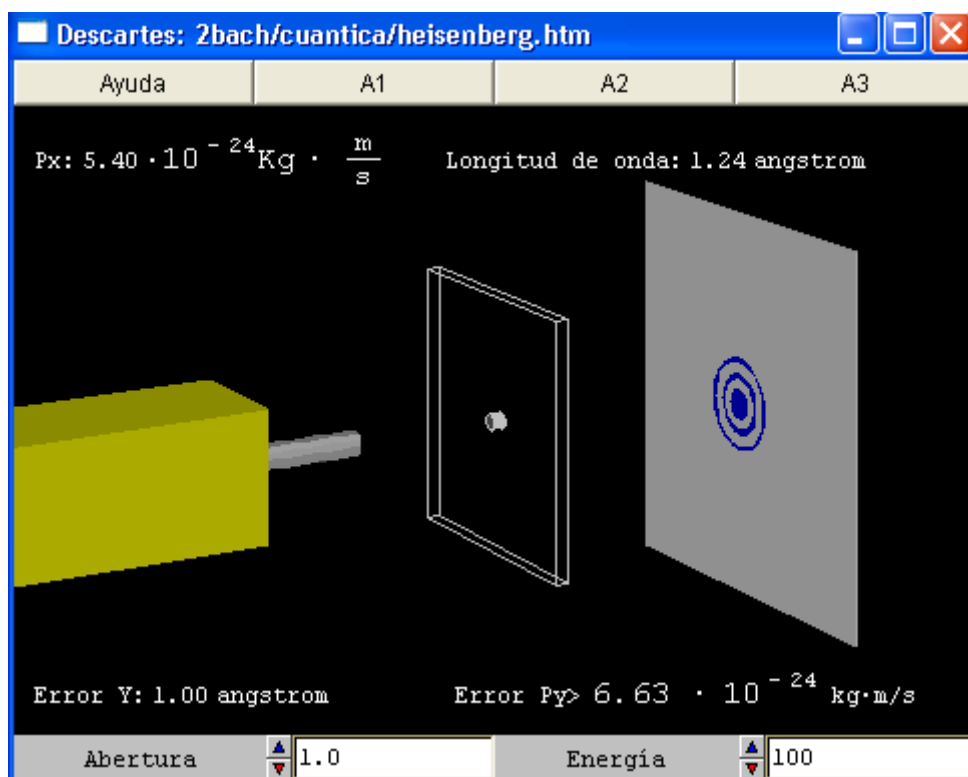 Descartes: 2bach/cuantica/heisenberg.htm
Ayuda A1 A2 A3
Px: 5.40 · 10^-24 Kg · m/s Longitud de onda: 1.24 angstrom
Error Y: 1.00 angstrom Error Py> 6.63 · 10^-24 kg·m/s
Abertura 1.0 Energía 100